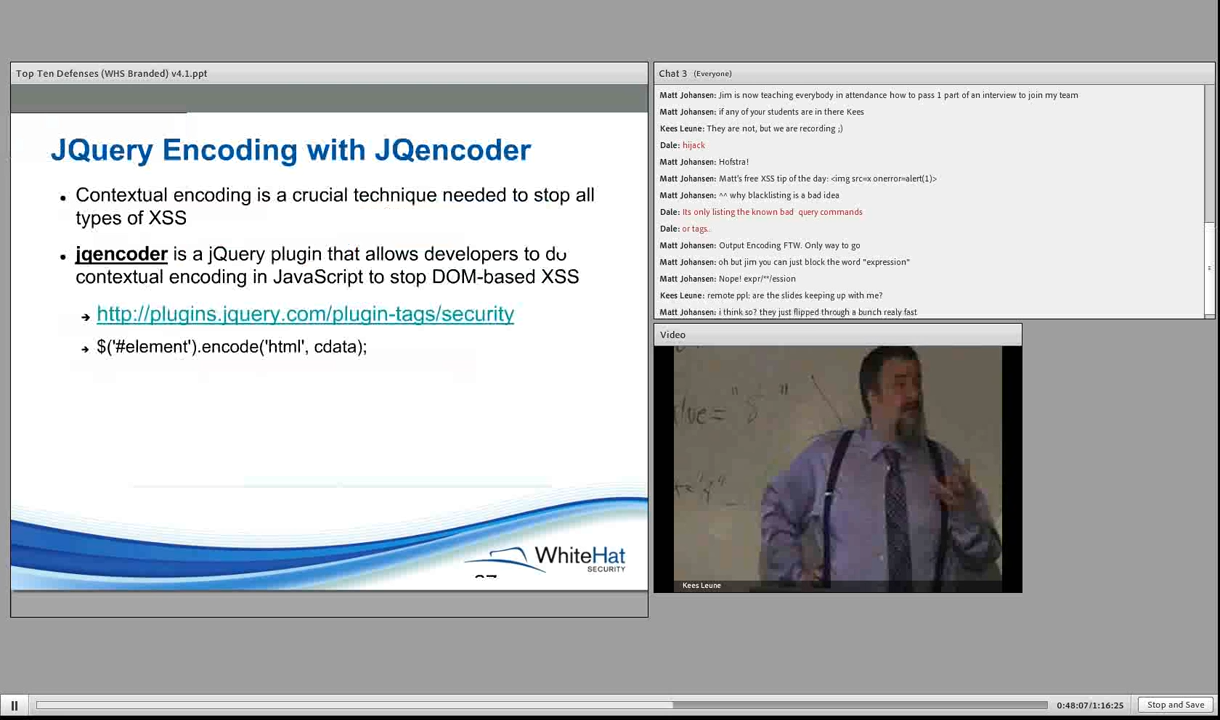 Top Ten Defenses (WHS Branded) v4.1.ppt
JQuery Encoding with JQencoder
• Contextual encoding is a crucial technique needed to stop all
types of XSS
• jqencoder is a jQuery plugin that allows developers to do
contextual encoding in JavaScript to stop DOM-based XSS
http://plugins.jquery.com/plugin-tags/security
$('#element').encode('html', cdata);
WhiteHat
SECURITY
Chat 3 (Everyone)
Matt Johansen: Jim is now teaching everybody in attendance how to pass 1 part of an interview to join my team
Matt Johansen: if any of your students are in there Kees
Kees Leune: They are not, but we are recording ;)
Dale: hijack
Matt Johansen: Hofstra!
Matt Johansen: Matt's free XSS tip of the day: <img src=x onerror=alert(1)>
Matt Johansen: ^^ why blacklisting is a bad idea
Dale: Its only listing the known bad query commands
Dale: or tags..
Matt Johansen: Output Encoding FTW. Only way to go
Matt Johansen: oh but jim you can just block the word "expression"
Matt Johansen: Nope! expr/**/ession
Kees Leune: remote ppl: are the slides keeping up with me?
Matt Johansen: i think so? they just flipped through a bunch realy fast
Video
Kees Leune
0:48:07/1:16:25
Stop and Save